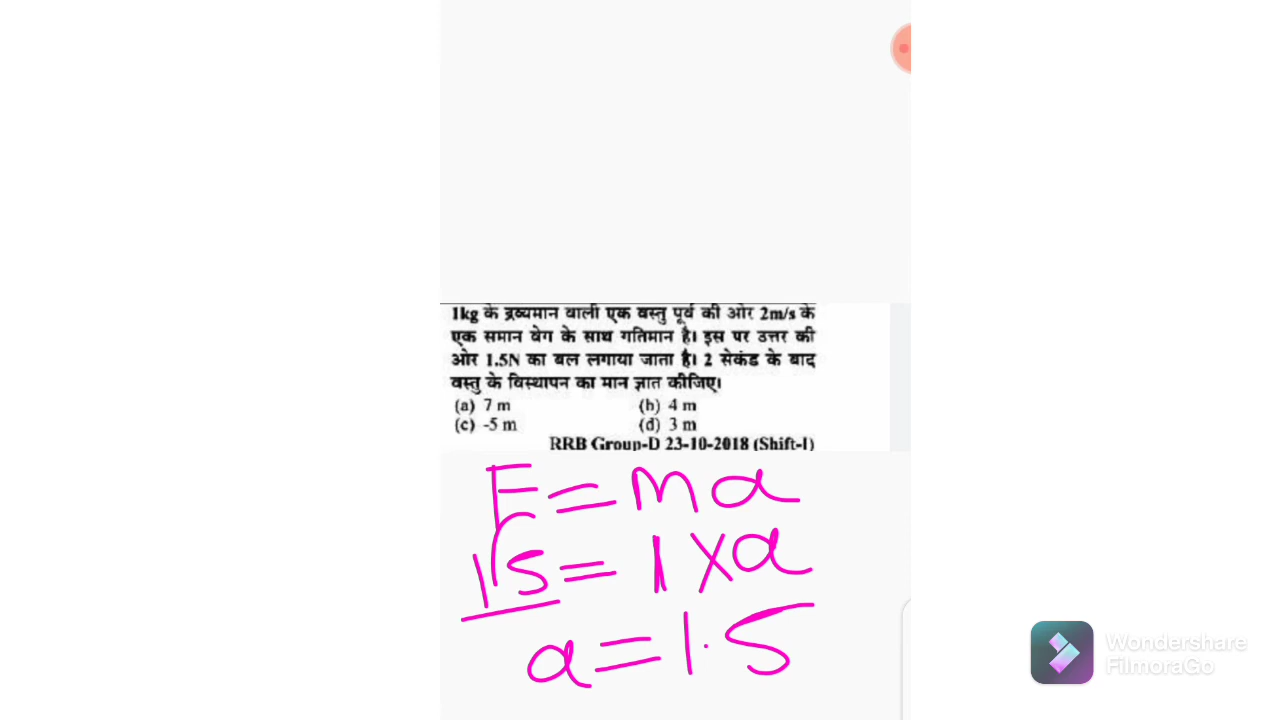 1kg के द्रव्यमान वाली एक वस्तु पूर्व की ओर 2m/s के
एक समान वेग के साथ गतिमान है। इस पर उत्तर की
ओर 1.5N का बल लगाया जाता है। 2 सेकंड के बाद
वस्तु के विस्थापन का मान ज्ञात कीजिए।
(a) 7 m (b) 4 m
(c) -5 m (d) 3 m
RRB Group-D 23-10-2018 (Shift-I)
F = ma
1.5 = 1 × a
a = 1.5
Wondershare
FilmoraGo